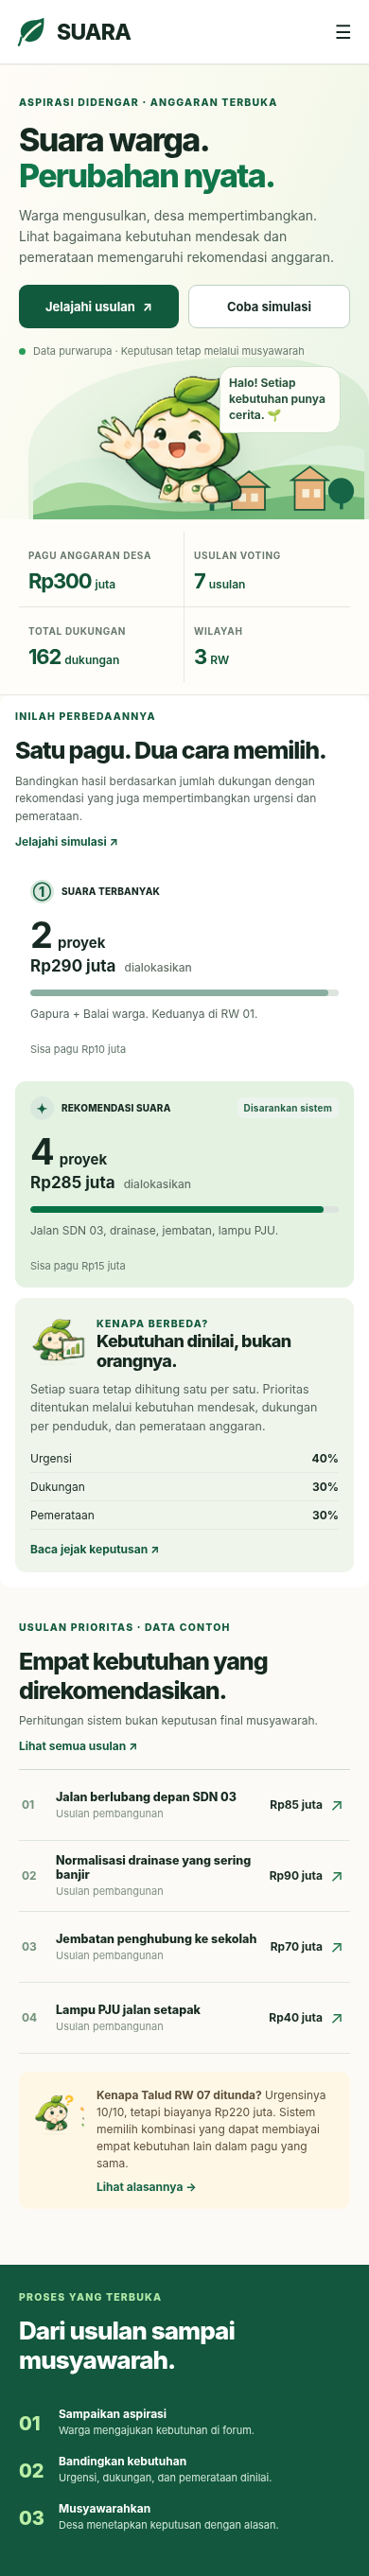 SUARA
☰
ASPIRASI DIDENGAR · ANGGARAN TERBUKA
Suara warga.
Perubahan nyata.
Warga mengusulkan, desa mempertimbangkan.
Lihat bagaimana kebutuhan mendesak dan
pemerataan memengaruhi rekomendasi anggaran.
Jelajahi usulan ↗
Coba simulasi
Data purwarupa · Keputusan tetap melalui musyawarah
Halo! Setiap
kebutuhan punya
cerita. 🌱
PAGU ANGGARAN DESA
Rp300 juta
USULAN VOTING
7 usulan
TOTAL DUKUNGAN
162 dukungan
WILAYAH
3 RW
INILAH PERBEDAANNYA
Satu pagu. Dua cara memilih.
Bandingkan hasil berdasarkan jumlah dukungan dengan
rekomendasi yang juga mempertimbangkan urgensi dan
pemerataan.
Jelajahi simulasi ↗
① SUARA TERBANYAK
2 proyek
Rp290 juta dialokasikan
Gapura + Balai warga. Keduanya di RW 01.
Sisa pagu Rp10 juta
✦ REKOMENDASI SUARA
Disarankan sistem
4 proyek
Rp285 juta dialokasikan
Jalan SDN 03, drainase, jembatan, lampu PJU.
Sisa pagu Rp15 juta
KENAPA BERBEDA?
Kebutuhan dinilai, bukan
orangnya.
Setiap suara tetap dihitung satu per satu. Prioritas
ditentukan melalui kebutuhan mendesak, dukungan
per penduduk, dan pemerataan anggaran.
Urgensi 40%
Dukungan 30%
Pemerataan 30%
Baca jejak keputusan ↗
USULAN PRIORITAS · DATA CONTOH
Empat kebutuhan yang
direkomendasikan.
Perhitungan sistem bukan keputusan final musyawarah.
Lihat semua usulan ↗
01 Jalan berlubang depan SDN 03 Rp85 juta ↗
Usulan pembangunan
02 Normalisasi drainase yang sering
banjir Rp90 juta ↗
Usulan pembangunan
03 Jembatan penghubung ke sekolah Rp70 juta ↗
Usulan pembangunan
04 Lampu PJU jalan setapak Rp40 juta ↗
Usulan pembangunan
Kenapa Talud RW 07 ditunda? Urgensinya
10/10, tetapi biayanya Rp220 juta. Sistem
memilih kombinasi yang dapat membiayai
empat kebutuhan lain dalam pagu yang
sama.
Lihat alasannya →
PROSES YANG TERBUKA
Dari usulan sampai
musyawarah.
01 Sampaikan aspirasi
Warga mengajukan kebutuhan di forum.
02 Bandingkan kebutuhan
Urgensi, dukungan, dan pemerataan dinilai.
03 Musyawarahkan
Desa menetapkan keputusan dengan alasan.